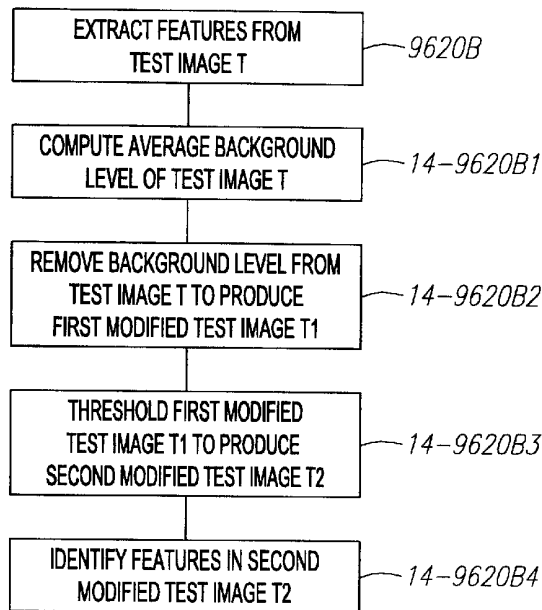 EXTRACT FEATURES FROM
TEST IMAGE T
9620B
COMPUTE AVERAGE BACKGROUND
LEVEL OF TEST IMAGE T
14-9620B1
REMOVE BACKGROUND LEVEL FROM
TEST IMAGE T TO PRODUCE
FIRST MODIFIED TEST IMAGE T1
14-9620B2
THRESHOLD FIRST MODIFIED
TEST IMAGE T1 TO PRODUCE
SECOND MODIFIED TEST IMAGE T2
14-9620B3
IDENTIFY FEATURES IN SECOND
MODIFIED TEST IMAGE T2
14-9620B4